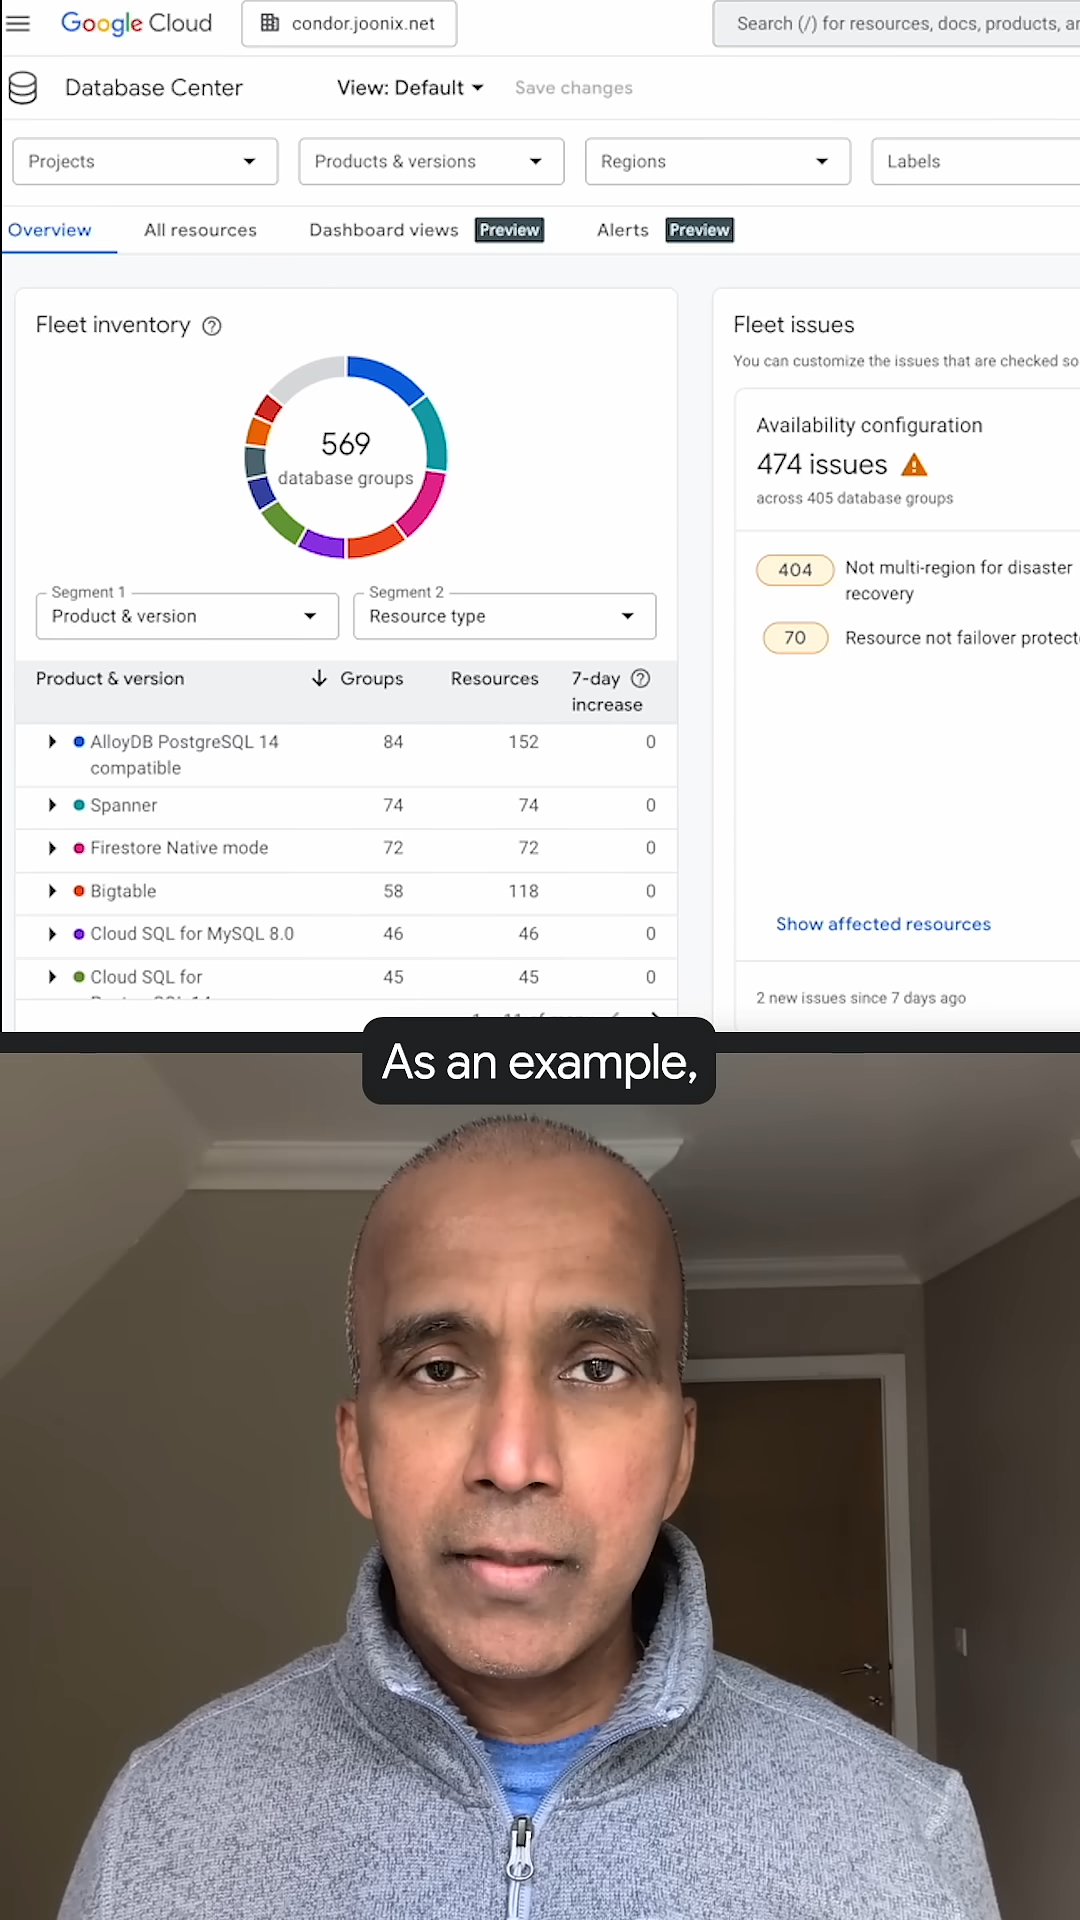 Google Cloud
condor.joonix.net
Search (/) for resources, docs, products, a
Database Center
View: Default
Save changes
Projects
Products & versions
Regions
Labels
Overview
All resources
Dashboard views
Preview
Alerts
Preview
Fleet inventory
569
database groups
Segment 1
Product & version
Segment 2
Resource type
Product & version
Groups
Resources
7-day
increase
AlloyDB PostgreSQL 14
compatible
84
152
0
Spanner
74
74
0
Firestore Native mode
72
72
0
Bigtable
58
118
0
Cloud SQL for MySQL 8.0
46
46
0
Cloud SQL for
45
45
0
Fleet issues
You can customize the issues that are checked so
Availability configuration
474 issues
across 405 database groups
404
Not multi-region for disaster
recovery
70
Resource not failover protect
Show affected resources
2 new issues since 7 days ago
As an example,